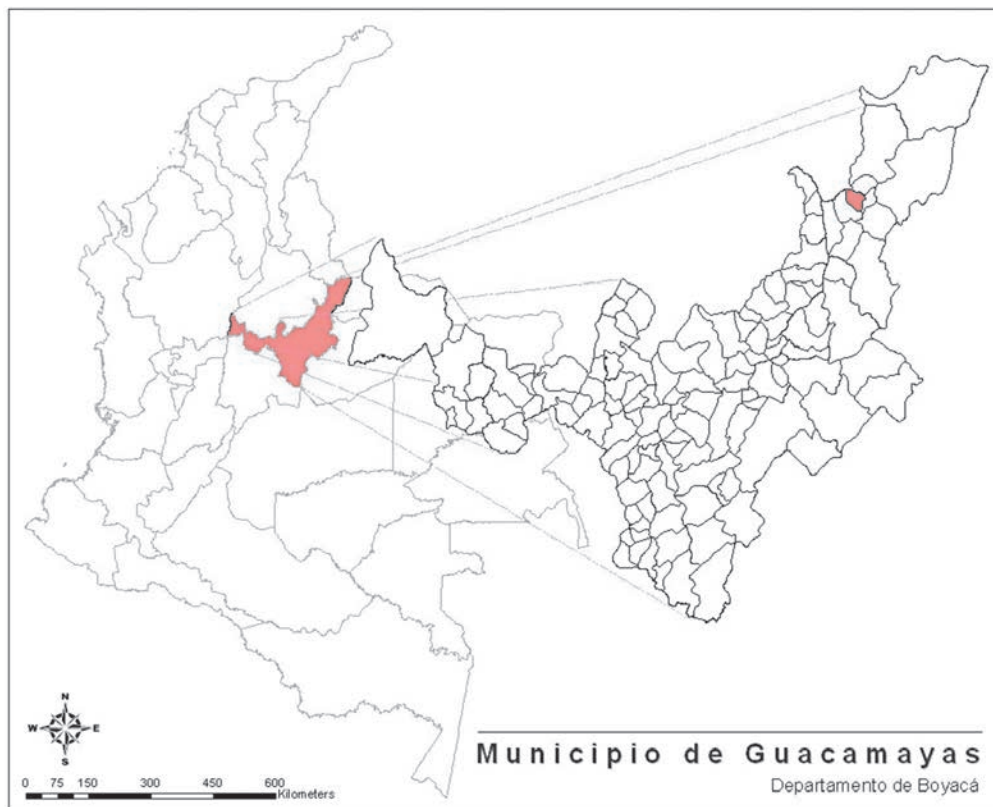 N
W E
S
0 75 150 300 450 600
Kilometers
Municipio de Guacamayas
Departamento de Boyacá